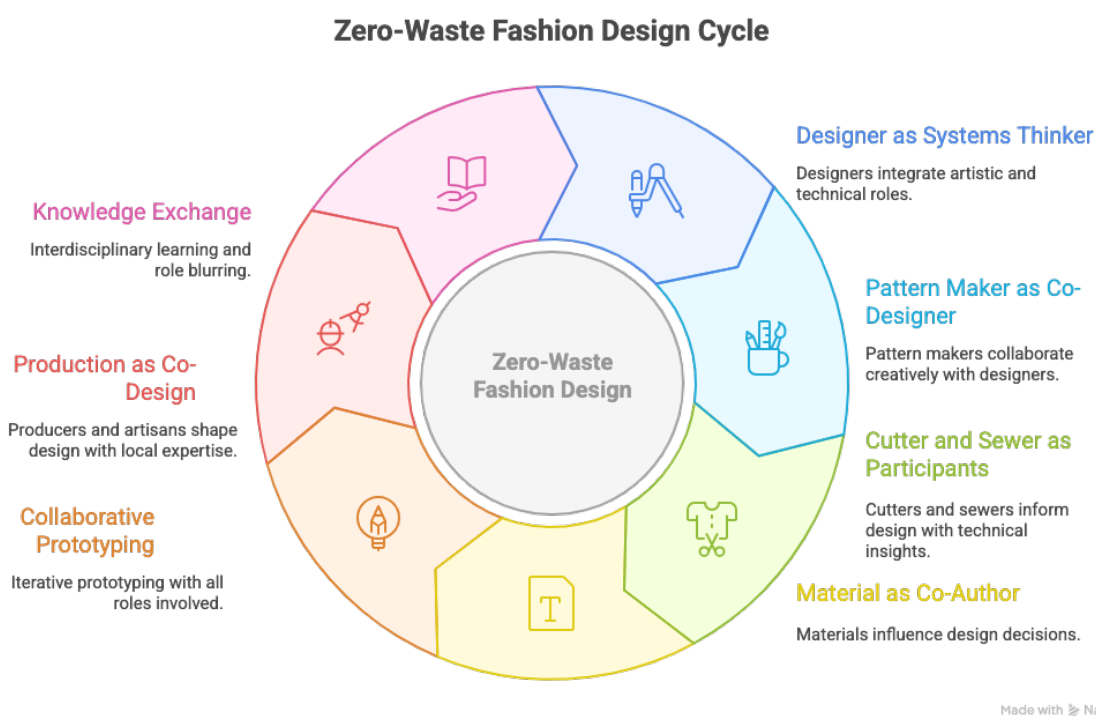 Zero-Waste Fashion Design Cycle
Designer as Systems Thinker
Designers integrate artistic and
technical roles.
Pattern Maker as Co-
Designer
Pattern makers collaborate
creatively with designers.
Cutter and Sewer as
Participants
Cutters and sewers inform
design with technical
insights.
Material as Co-Author
Materials influence design decisions.
Collaborative
Prototyping
Iterative prototyping with all
roles involved.
Production as Co-
Design
Producers and artisans shape
design with local expertise.
Knowledge Exchange
Interdisciplinary learning and
role blurring.
Zero-Waste
Fashion Design
T
Made with Na